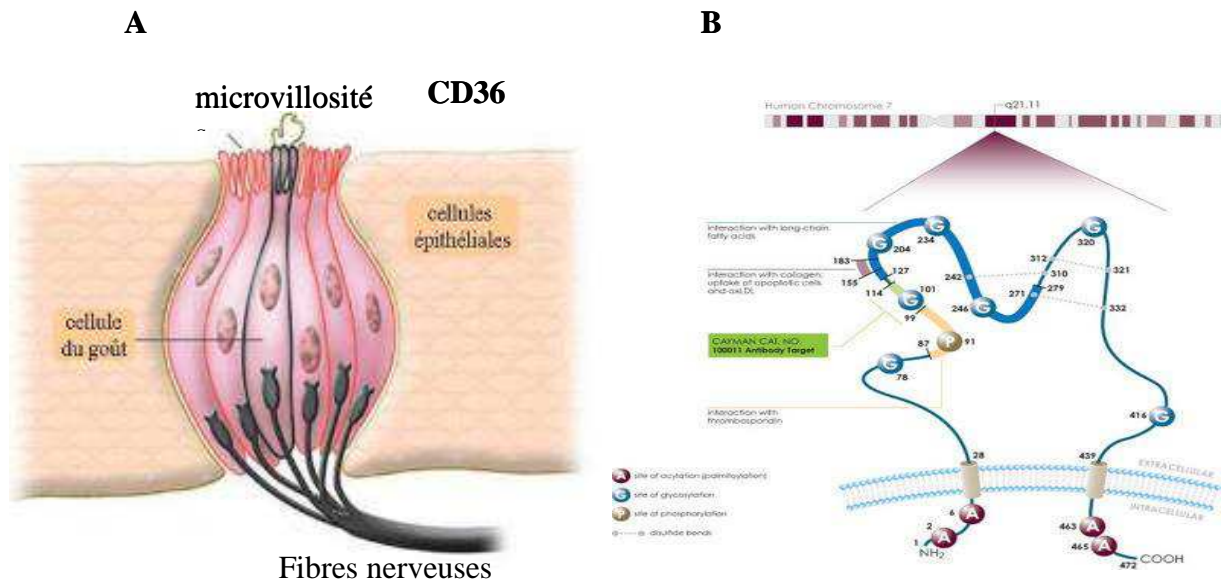 A
B
microvillosité
CD36
cellules
épithéliales
cellule
du goût
Fibres nerveuses
Human Chromosome 7
q21.11
interaction with long-chain
fatty acids
interaction with collagen,
uptake of apoptotic cells
and oxLDL
CAYMAN CAT. NO.
100011 Antibody Target
interaction with
thrombospondin
G
204
G
234
183
155
127
114
G
101
99
87
P
91
G
78
242
246
G
271
279
310
312
G
320
321
332
416
G
28
439
EXTRACELLULAR
INTRACELLULAR
A
6
2
A
1
NH2
463
A
465
A
472
COOH
A site of acylation (palmitoylation)
G site of glycosylation
P site of phosphorylation
disulfide bonds